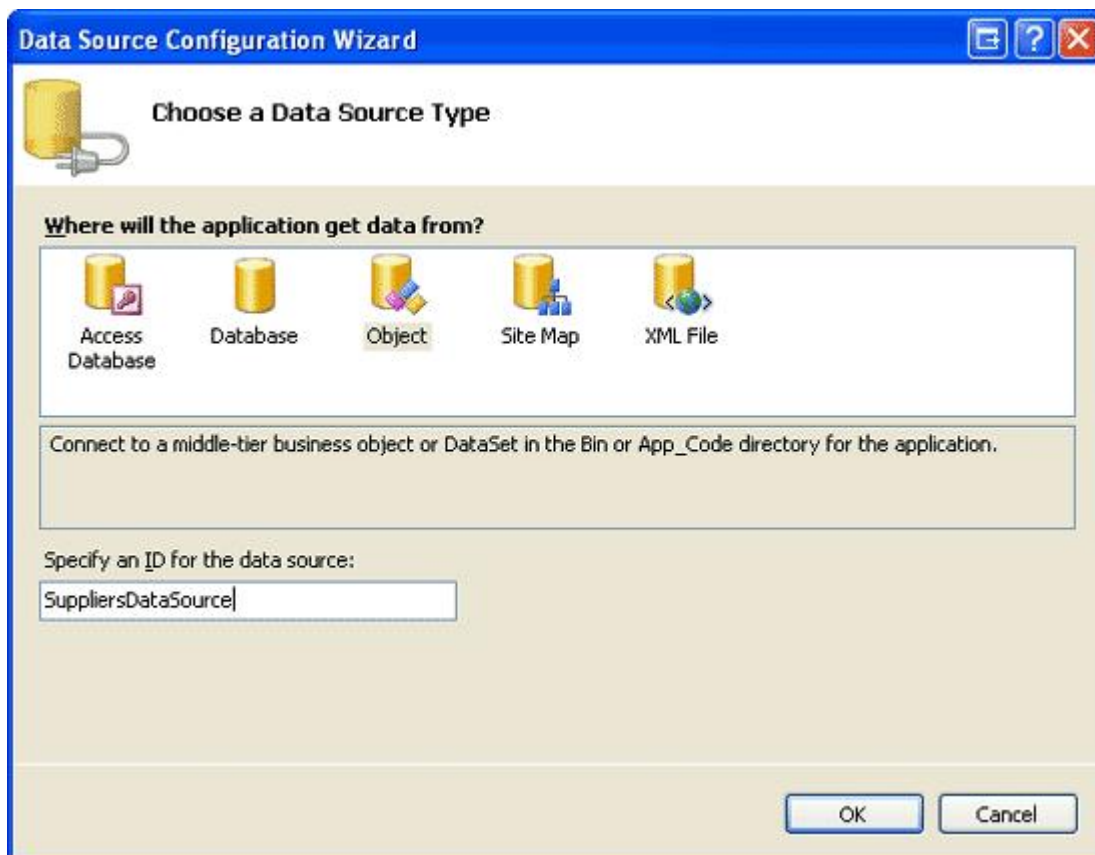 Data Source Configuration Wizard
Choose a Data Source Type
Where will the application get data from?
Access Database
Database
Object
Site Map
XML File
Connect to a middle-tier business object or DataSet in the Bin or App_Code directory for the application.
Specify an ID for the data source:
SuppliersDataSource
OK
Cancel